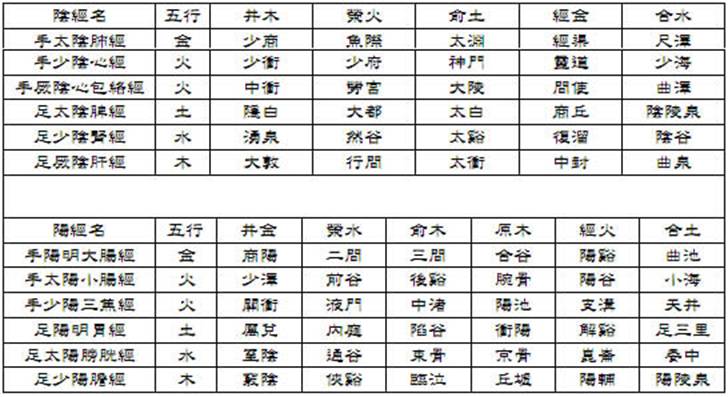 陰經名 五行 井木 滎火 俞土 經金 合水
手太陰肺經 金 少商 魚際 太淵 經渠 尺澤
手少陰心經 火 少衝 少府 神門 靈道 少海
手厥陰心包絡經 火 中衝 勞宮 大陵 間使 曲澤
足太陰脾經 土 隱白 大都 太白 商丘 陰陵泉
足少陰腎經 水 湧泉 然谷 太谿 復溜 陰谷
足厥陰肝經 木 大敦 行間 太衝 中封 曲泉
陽經名 五行 井金 滎水 俞木 原木 經火 合土
手陽明大腸經 金 商陽 二間 三間 合谷 陽谿 曲池
手太陽小腸經 火 少澤 前谷 後谿 腕骨 陽谷 小海
手少陽三焦經 火 關衝 液門 中渚 陽池 支溝 天井
足陽明胃經 土 厲兌 內庭 陷谷 衝陽 解谿 足三里
足太陽膀胱經 水 至陰 通谷 束骨 京骨 崑崙 委中
足少陽膽經 木 竅陰 俠谿 臨泣 丘墟 陽輔 陽陵泉